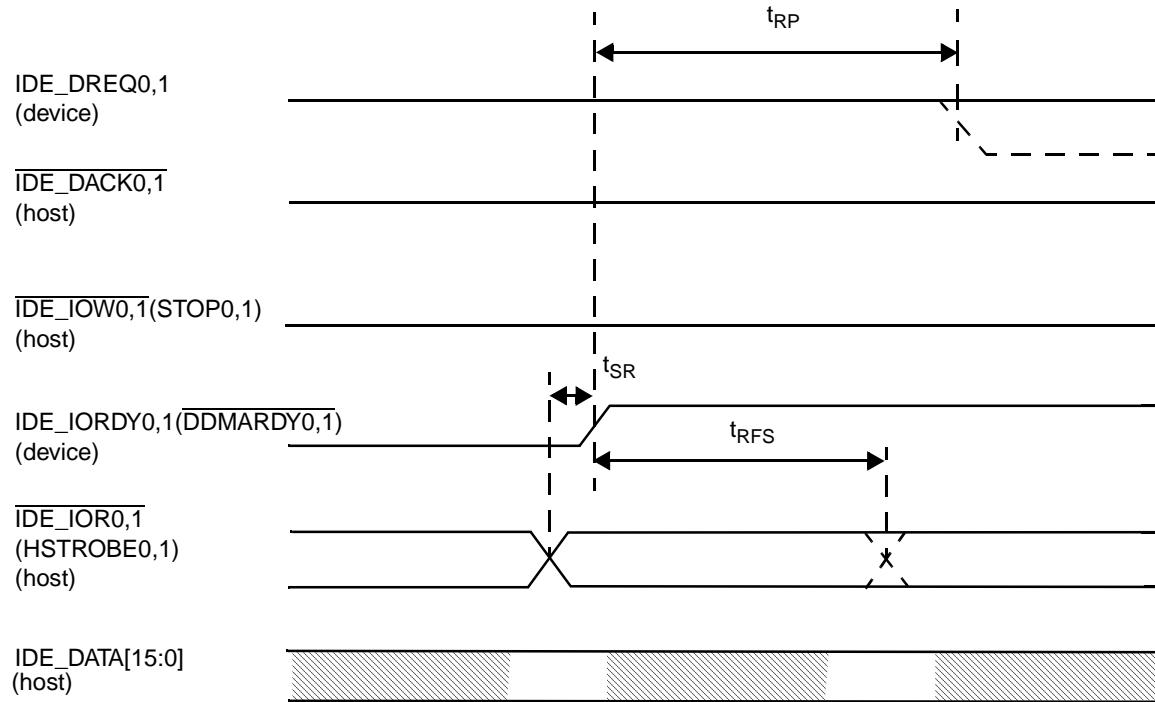 tRP
IDE_DREQ0,1
(device)
IDE_DACK0,1
(host)
IDE_IOW0,1(STOP0,1)
(host)
tSR
IDE_IORDY0,1(DDMARDY0,1)
(device)
tRFS
IDE_IOR0,1
(HSTROBE0,1)
(host)
IDE_DATA[15:0]
(host)